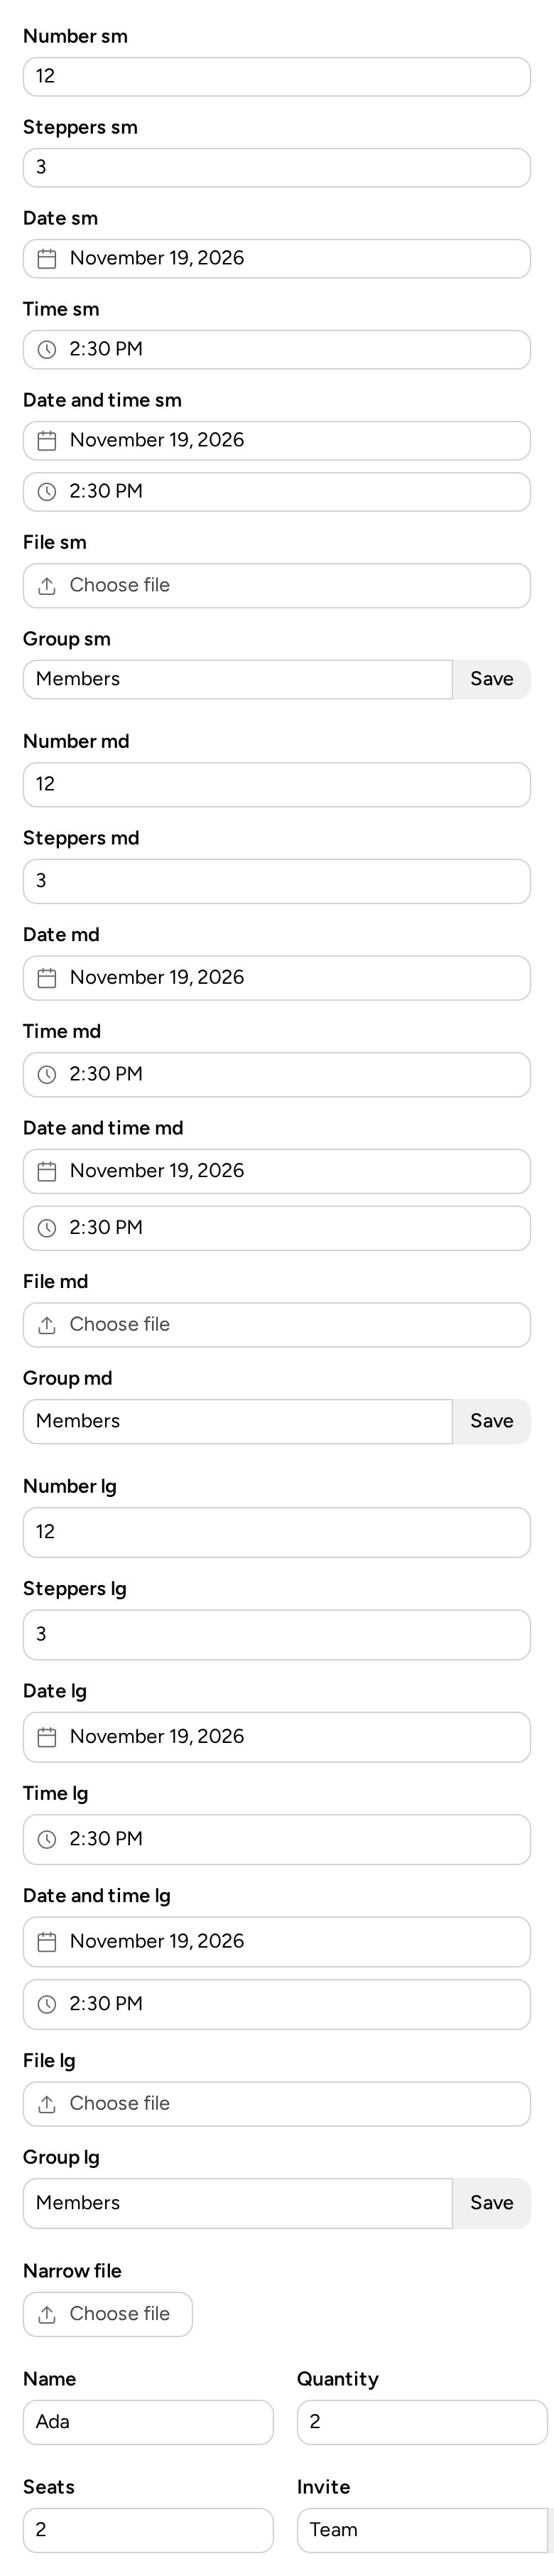 Number sm
12
Steppers sm
3
Date sm
November 19, 2026
Time sm
2:30 PM
Date and time sm
November 19, 2026
2:30 PM
File sm
Choose file
Group sm
Members Save
Number md
12
Steppers md
3
Date md
November 19, 2026
Time md
2:30 PM
Date and time md
November 19, 2026
2:30 PM
File md
Choose file
Group md
Members Save
Number lg
12
Steppers lg
3
Date lg
November 19, 2026
Time lg
2:30 PM
Date and time lg
November 19, 2026
2:30 PM
File lg
Choose file
Group lg
Members Save
Narrow file
Choose file
Name Quantity
Ada 2
Seats Invite
2 Team